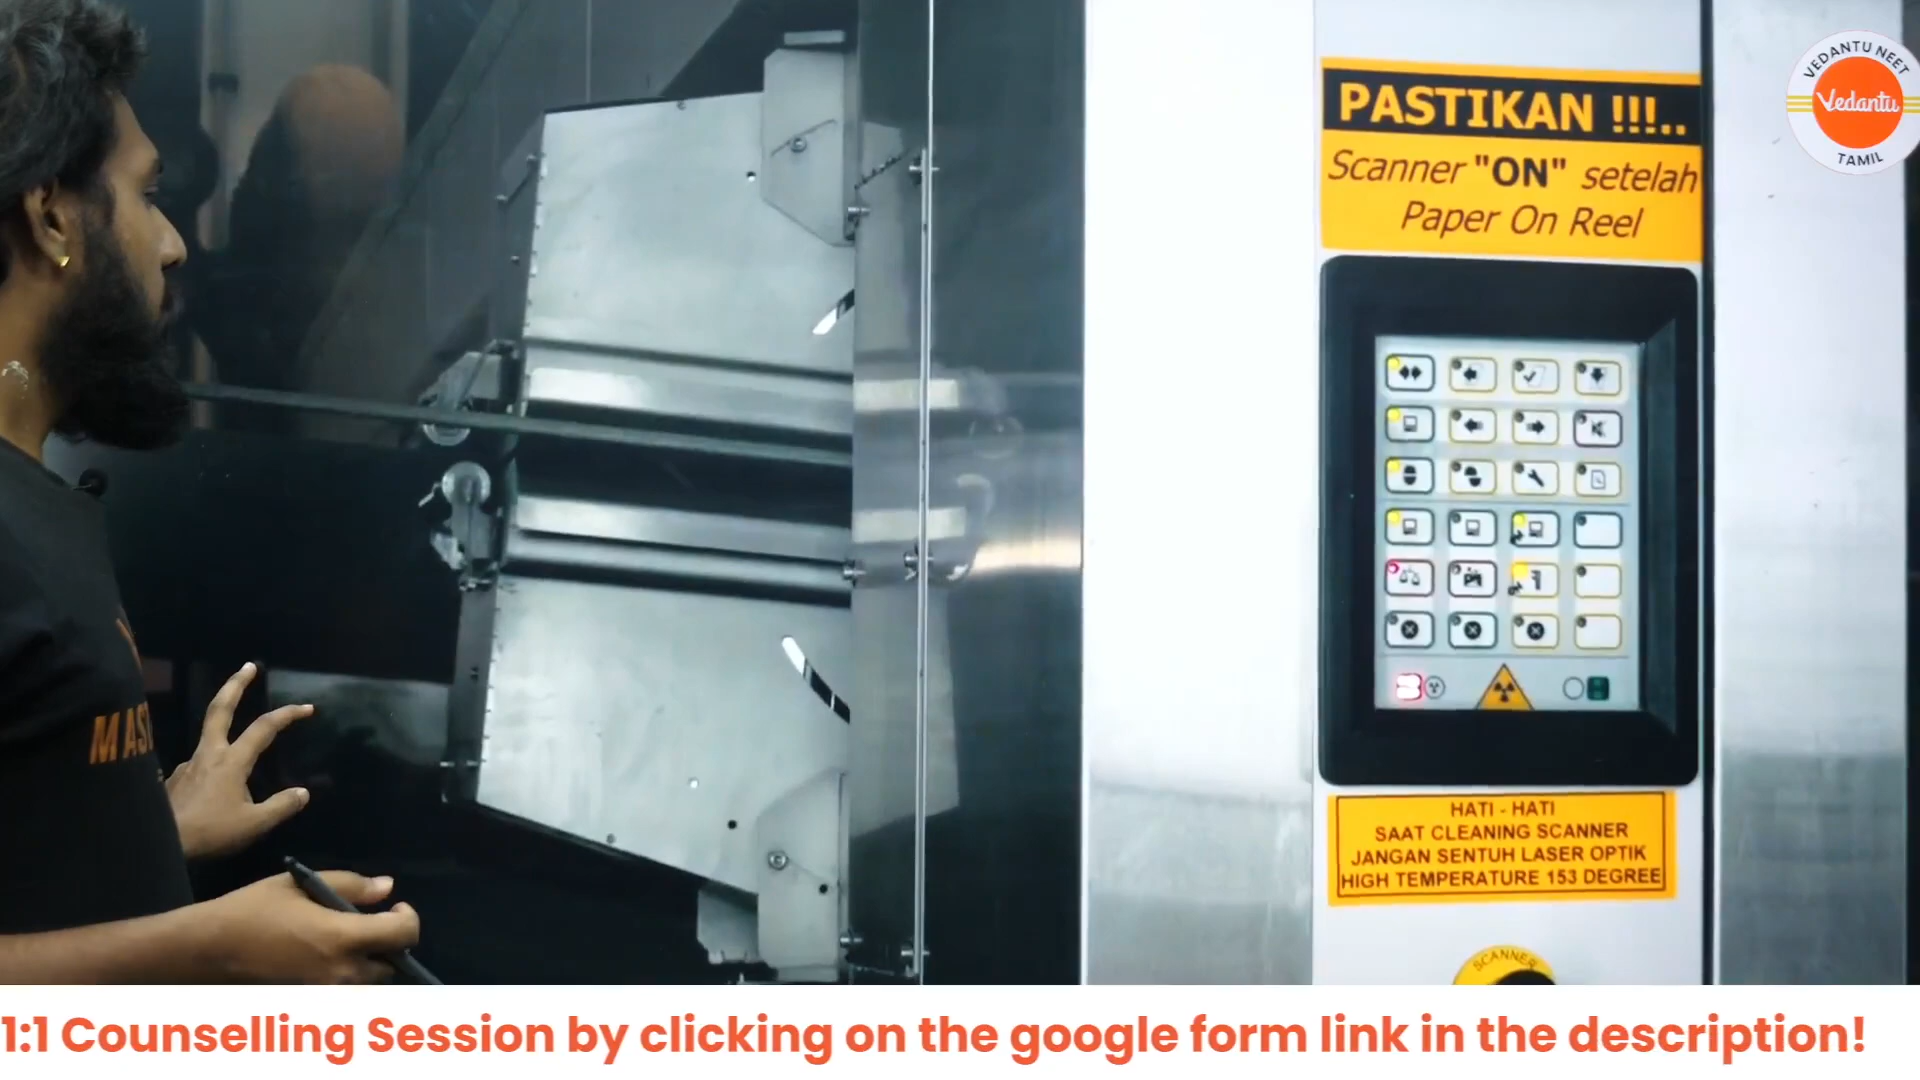 PASTIKAN !!!..
Scanner "ON" setelah
Paper On Reel
VEDANTU NEET
Vedantu
TAMIL
HATI - HATI
SAAT CLEANING SCANNER
JANGAN SENTUH LASER OPTIK
HIGH TEMPERATURE 153 DEGREE
SCANNER
1:1 Counselling Session by clicking on the google form link in the description!